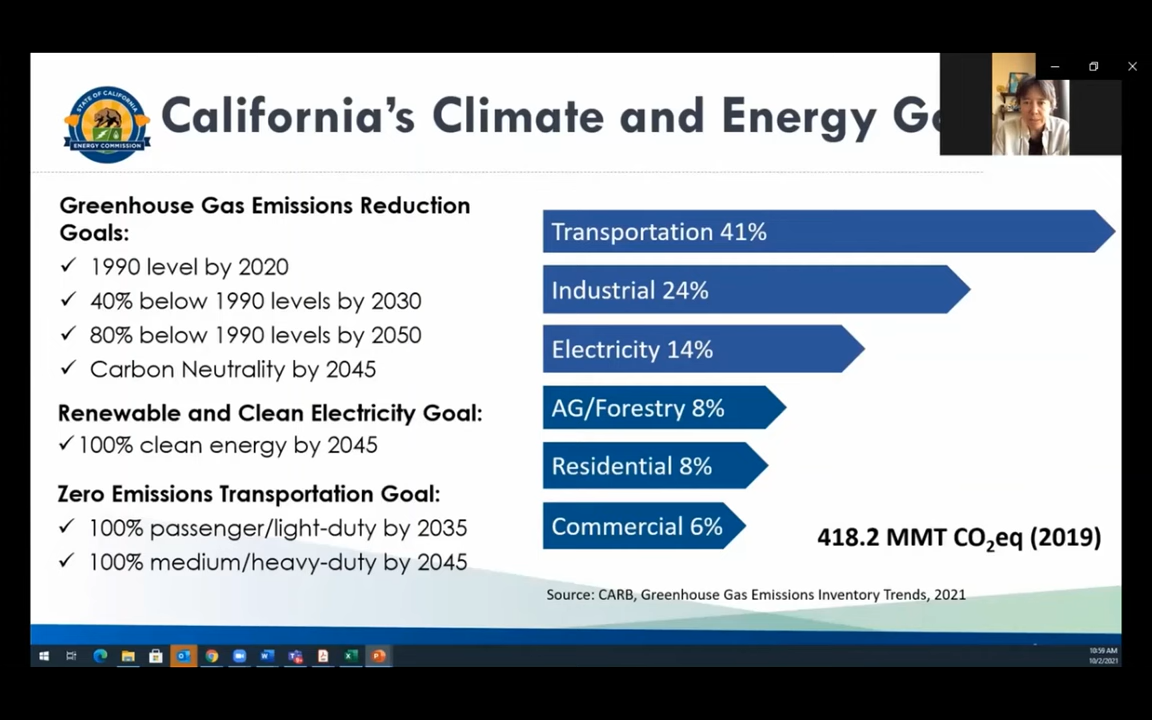 STATE OF CALIFORNIA
ENERGY COMMISSION
California's Climate and Energy Go
Greenhouse Gas Emissions Reduction
Goals:
✓ 1990 level by 2020
✓ 40% below 1990 levels by 2030
✓ 80% below 1990 levels by 2050
✓ Carbon Neutrality by 2045
Renewable and Clean Electricity Goal:
✓ 100% clean energy by 2045
Zero Emissions Transportation Goal:
✓ 100% passenger/light-duty by 2035
✓ 100% medium/heavy-duty by 2045
Transportation 41%
Industrial 24%
Electricity 14%
AG/Forestry 8%
Residential 8%
Commercial 6%
418.2 MMT CO₂eq (2019)
Source: CARB, Greenhouse Gas Emissions Inventory Trends, 2021
10:59 AM
10/2/2021